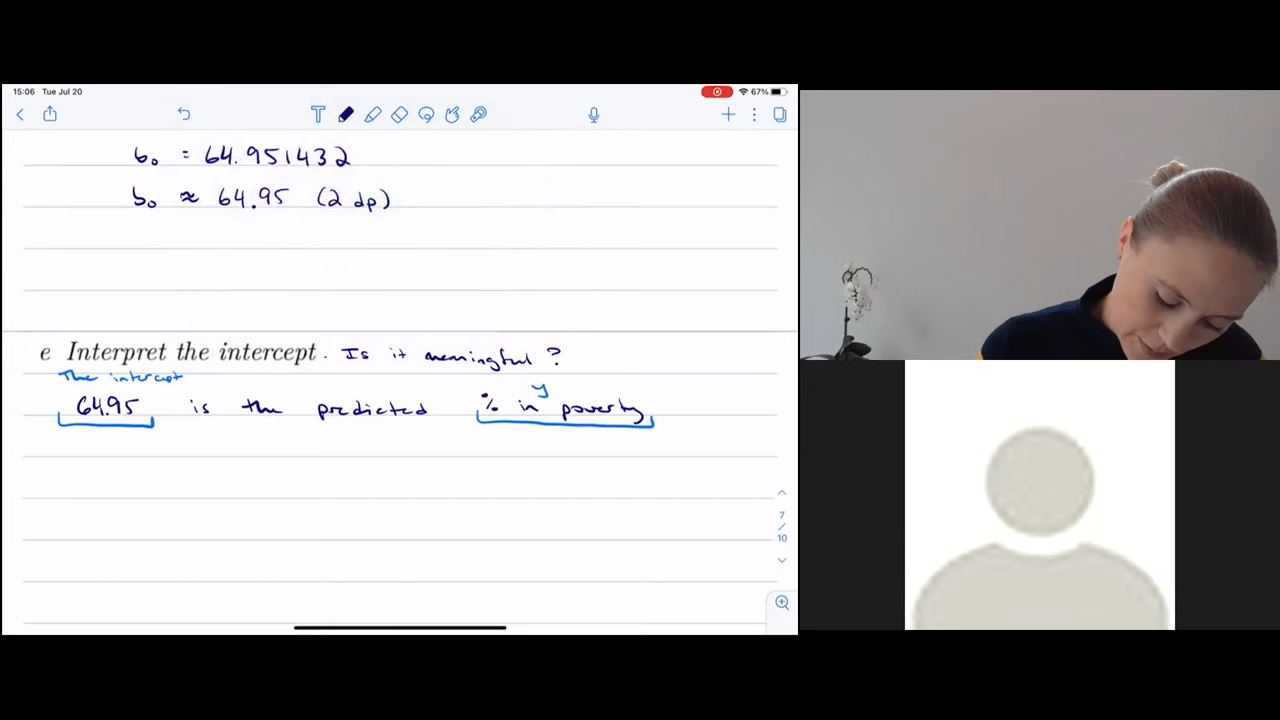 15:06 Tue Jul 20 67%
b₀ = 64.951432
b₀ ≈ 64.95 (2 dp)
e Interpret the intercept. Is it meaningful?
The intercept y
64.95 is the predicted % in poverty
7
/
10